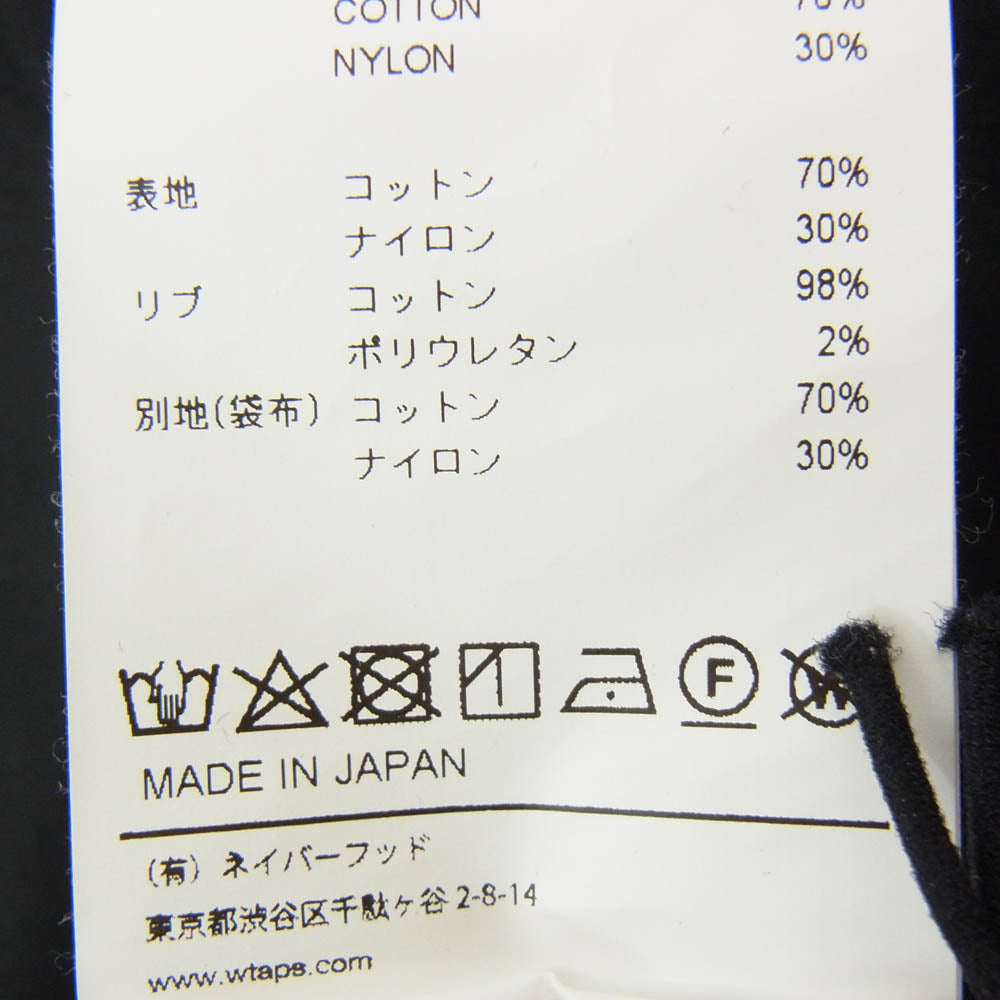 COTTON 70%
NYLON 30%
表地 コットン 70%
ナイロン 30%
リブ コットン 98%
ポリウレタン 2%
別地(袋布) コットン 70%
ナイロン 30%
F W
MADE IN JAPAN
(有) ネイバーフッド
東京都渋谷区千駄ヶ谷 2-8-14
www.wtaps.com